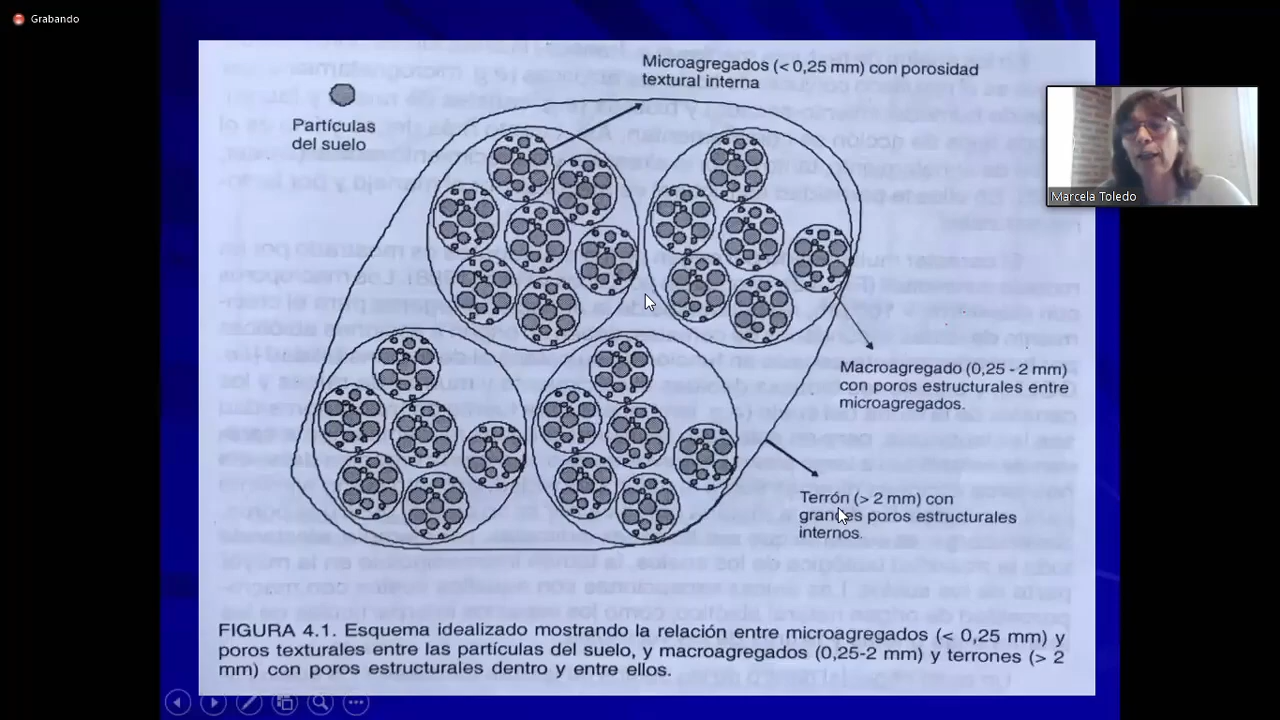 Grabando
Microagregados (< 0,25 mm) con porosidad
textural interna
Partículas
del suelo
Marcela Toledo
Macroagregado (0,25 - 2 mm)
con poros estructurales entre
microagregados.
Terrón (> 2 mm) con
grandes poros estructurales
internos.
FIGURA 4.1. Esquema idealizado mostrando la relación entre microagregados (< 0,25 mm) y
poros texturales entre las partículas del suelo, y macroagregados (0,25-2 mm) y terrones (> 2
mm) con poros estructurales dentro y entre ellos.